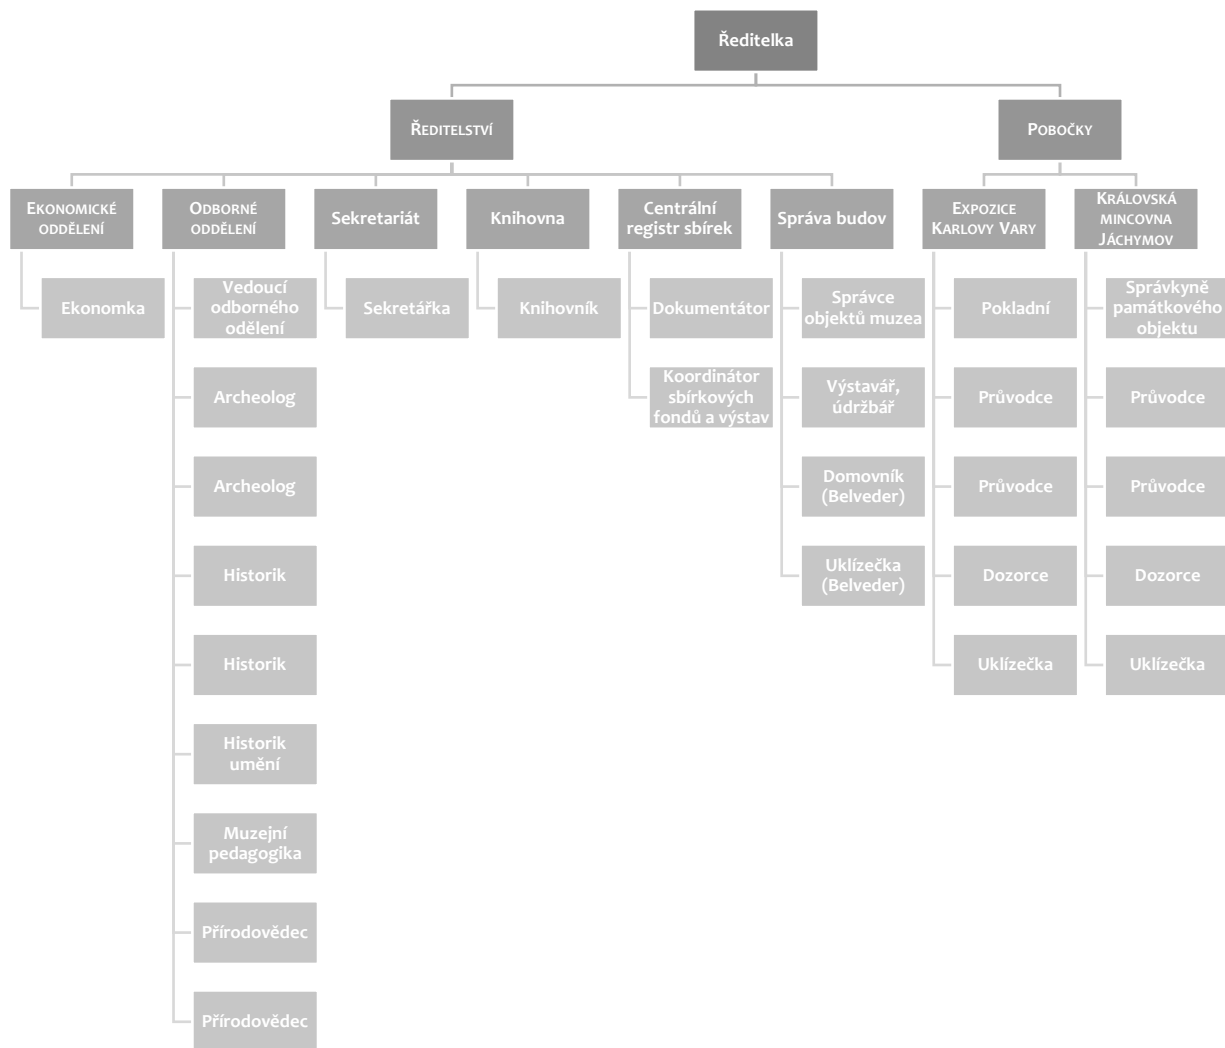 Ředitelka
Ředitelství
Pobočky
Ekonomické
oddělení
Odborné
oddělení
Sekretariát
Knihovna
Centrální
registr sbírek
Správa budov
Expozice
Karlovy Vary
Královská
mincovna
Jáchymov
Ekonomka
Vedoucí
odborného
odělení
Archeolog
Archeolog
Historik
Historik
Historik
umění
Muzejní
pedagogika
Přírodovědec
Přírodovědec
Sekretářka
Knihovník
Dokumentátor
Koordinátor
sbírkových
fondů a výstav
Správce
objektů muzea
Výstavář,
údržbář
Domovník
(Belveder)
Uklízečka
(Belveder)
Pokladní
Průvodce
Průvodce
Dozorce
Uklízečka
Správkyně
památkového
objektu
Průvodce
Průvodce
Dozorce
Uklízečka